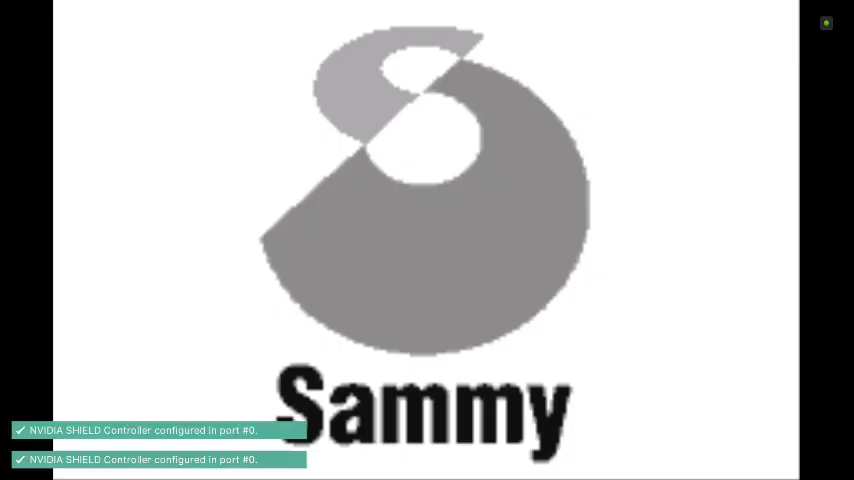 Sammy
NVIDIA SHIELD Controller configured in port #0.
NVIDIA SHIELD Controller configured in port #0.